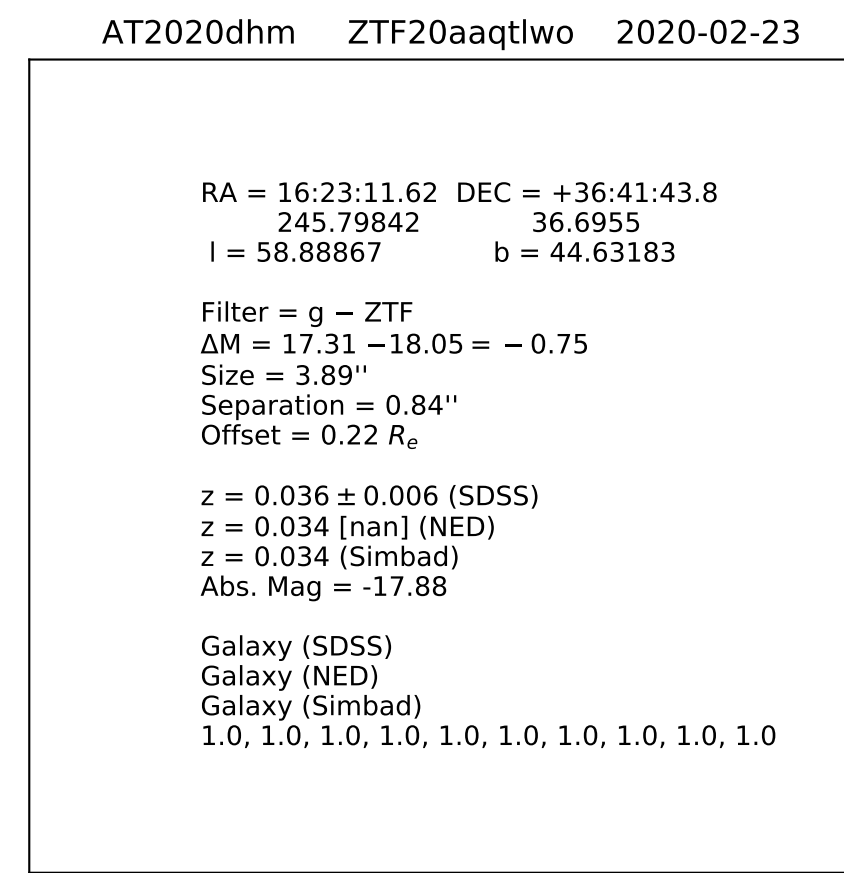 AT2020dhm ZTF20aaqtlwo 2020-02-23
RA = 16:23:11.62 DEC = +36:41:43.8
245.79842 36.6955
l = 58.88867 b = 44.63183
Filter = g − ZTF
ΔM = 17.31 −18.05 = − 0.75
Size = 3.89''
Separation = 0.84''
Offset = 0.22 Rₑ
z = 0.036 ± 0.006 (SDSS)
z = 0.034 [nan] (NED)
z = 0.034 (Simbad)
Abs. Mag = -17.88
Galaxy (SDSS)
Galaxy (NED)
Galaxy (Simbad)
1.0, 1.0, 1.0, 1.0, 1.0, 1.0, 1.0, 1.0, 1.0, 1.0